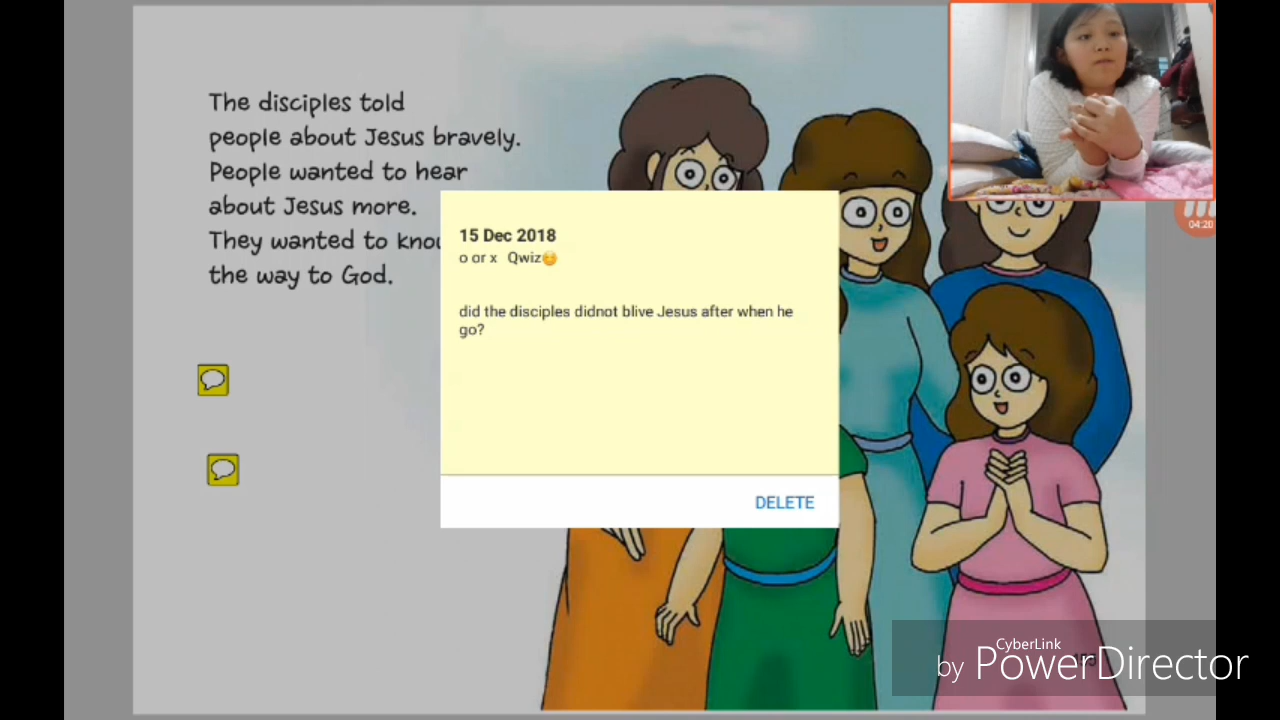 The disciples told
people about Jesus bravely.
People wanted to hear
about Jesus more.
They wanted to
the way to God.
15 Dec 2018
o or x Qwiz😊
did the disciples didnot blive Jesus after when he
go?
DELETE
04:20
CyberLink
by PowerDirector